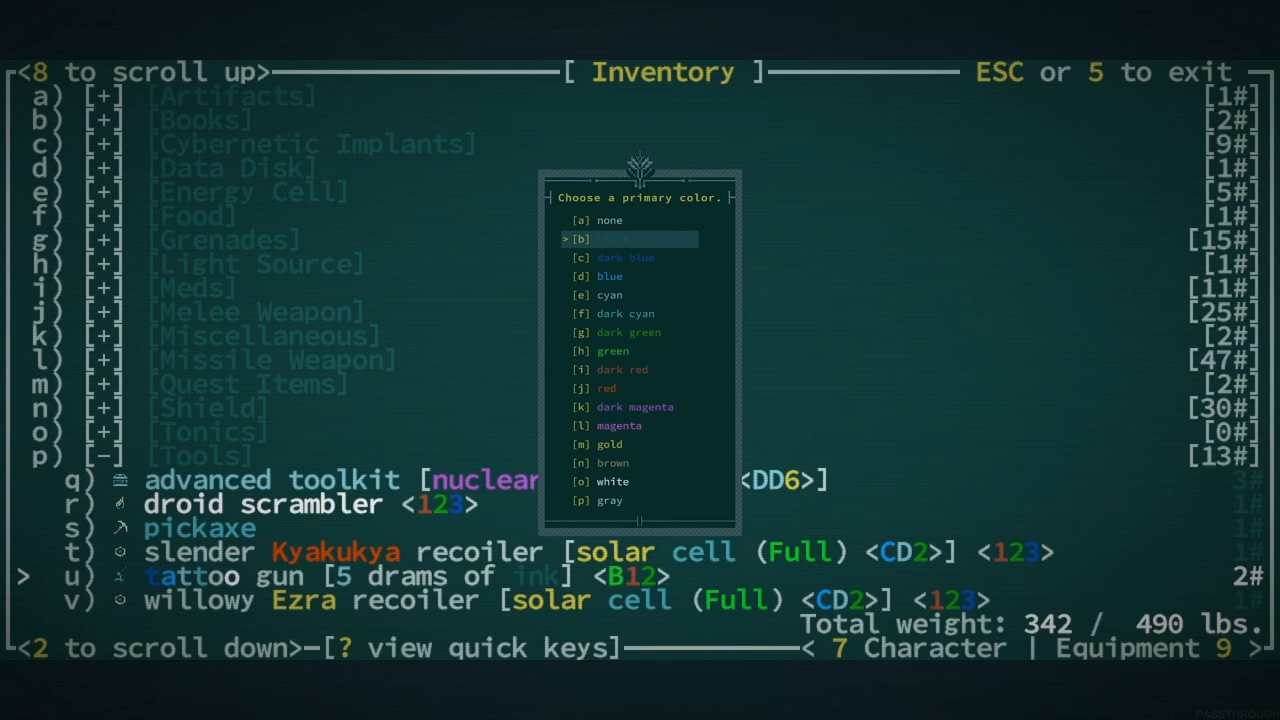 <8 to scroll up> [ Inventory ] ESC or 5 to exit
a) [+] [Artifacts] [1#]
b) [+] [Books] [2#]
c) [+] [Cybernetic Implants] [9#]
d) [+] [Data Disk] [1#]
e) [+] [Energy Cell] [5#]
f) [+] [Food] [1#]
g) [+] [Grenades] [15#]
h) [+] [Light Source] [1#]
i) [+] [Meds] [11#]
j) [+] [Melee Weapon] [25#]
k) [+] [Miscellaneous] [2#]
l) [+] [Missile Weapon] [47#]
m) [+] [Quest Items] [2#]
n) [+] [Shield] [30#]
o) [+] [Tonics] [0#]
p) [-] [Tools] [13#]
q) advanced toolkit [nuclear <DD6>] 3#
r) droid scrambler <123> 1#
s) pickaxe 1#
t) slender Kyakukya recoiler [solar cell (Full) <CD2>] <123> 1#
> u) tattoo gun [5 drams of ink] <B12> 2#
v) willowy Ezra recoiler [solar cell (Full) <CD2>] <123> 1#
Total weight: 342 / 490 lbs.
<2 to scroll down> [? view quick keys] < 7 Character | Equipment 9 >
Choose a primary color.
[a] none
> [b]
[c] dark blue
[d] blue
[e] cyan
[f] dark cyan
[g] dark green
[h] green
[i] dark red
[j] red
[k] dark magenta
[l] magenta
[m] gold
[n] brown
[o] white
[p] gray